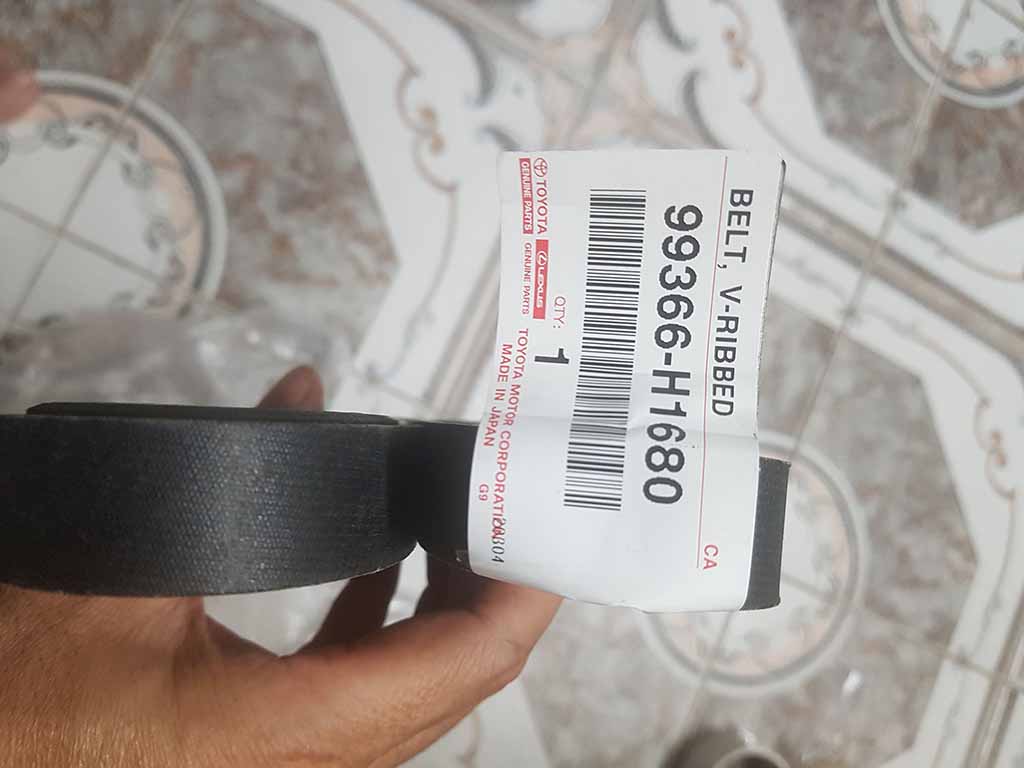 BELT, V-RIBBED
CA
99366-H1680
QTY: 1
TOYOTA
GENUINE PARTS
LEXUS
GENUINE PARTS
TOYOTA MOTOR CORPORATION
MADE IN JAPAN
G9